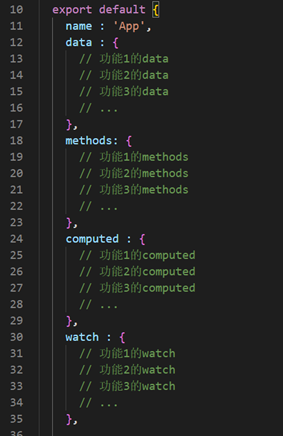 10 export default {
11 name : 'App',
12 data : {
13 // 功能1的data
14 // 功能2的data
15 // 功能3的data
16 // ...
17 },
18 methods: {
19 // 功能1的methods
20 // 功能2的methods
21 // 功能3的methods
22 // ...
23 },
24 computed : {
25 // 功能1的computed
26 // 功能2的computed
27 // 功能3的computed
28 // ...
29 },
30 watch : {
31 // 功能1的watch
32 // 功能2的watch
33 // 功能3的watch
34 // ...
35 },